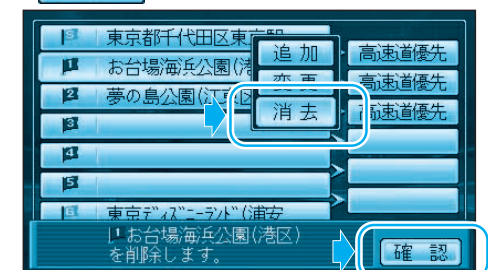 S 東京都千代田区東京駅
1 お台場海浜公園(港
2 夢の島公園(江東区
3
4
5
G 東京ディズニーランド(浦安
追加
変更
消去
高速道優先
高速道優先
高速道優先
1お台場海浜公園(港区)
を削除します。
確認